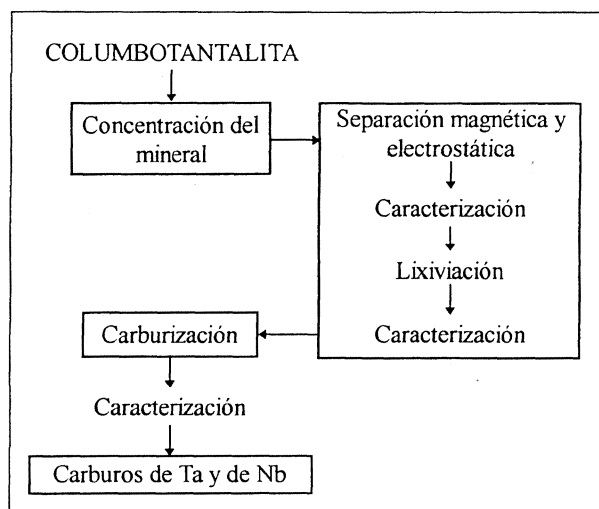 COLUMBOTANTALITA
Concentración del
mineral
Separación magnética y
electrostática
Caracterización
Lixiviación
Caracterización
Carburización
Caracterización
Carburos de Ta y de Nb